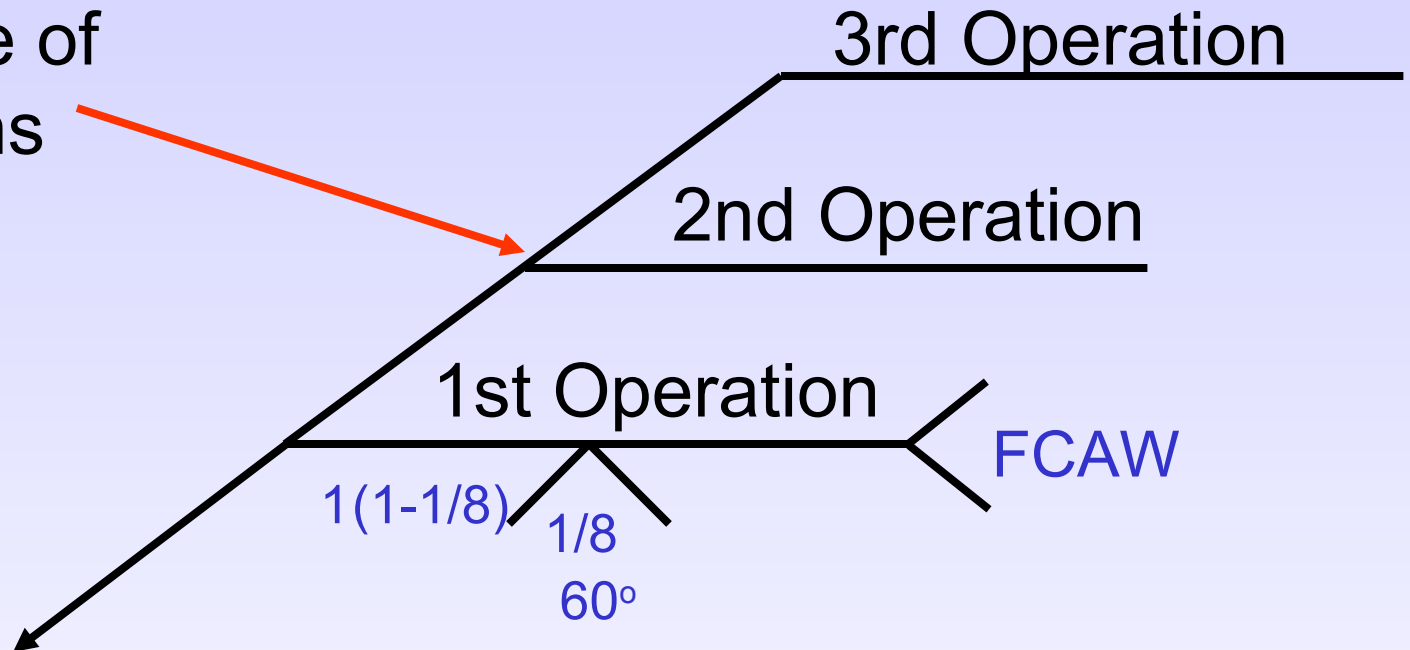 e of
ns
3rd Operation
2nd Operation
1st Operation
FCAW
1(1-1/8)
1/8
60º